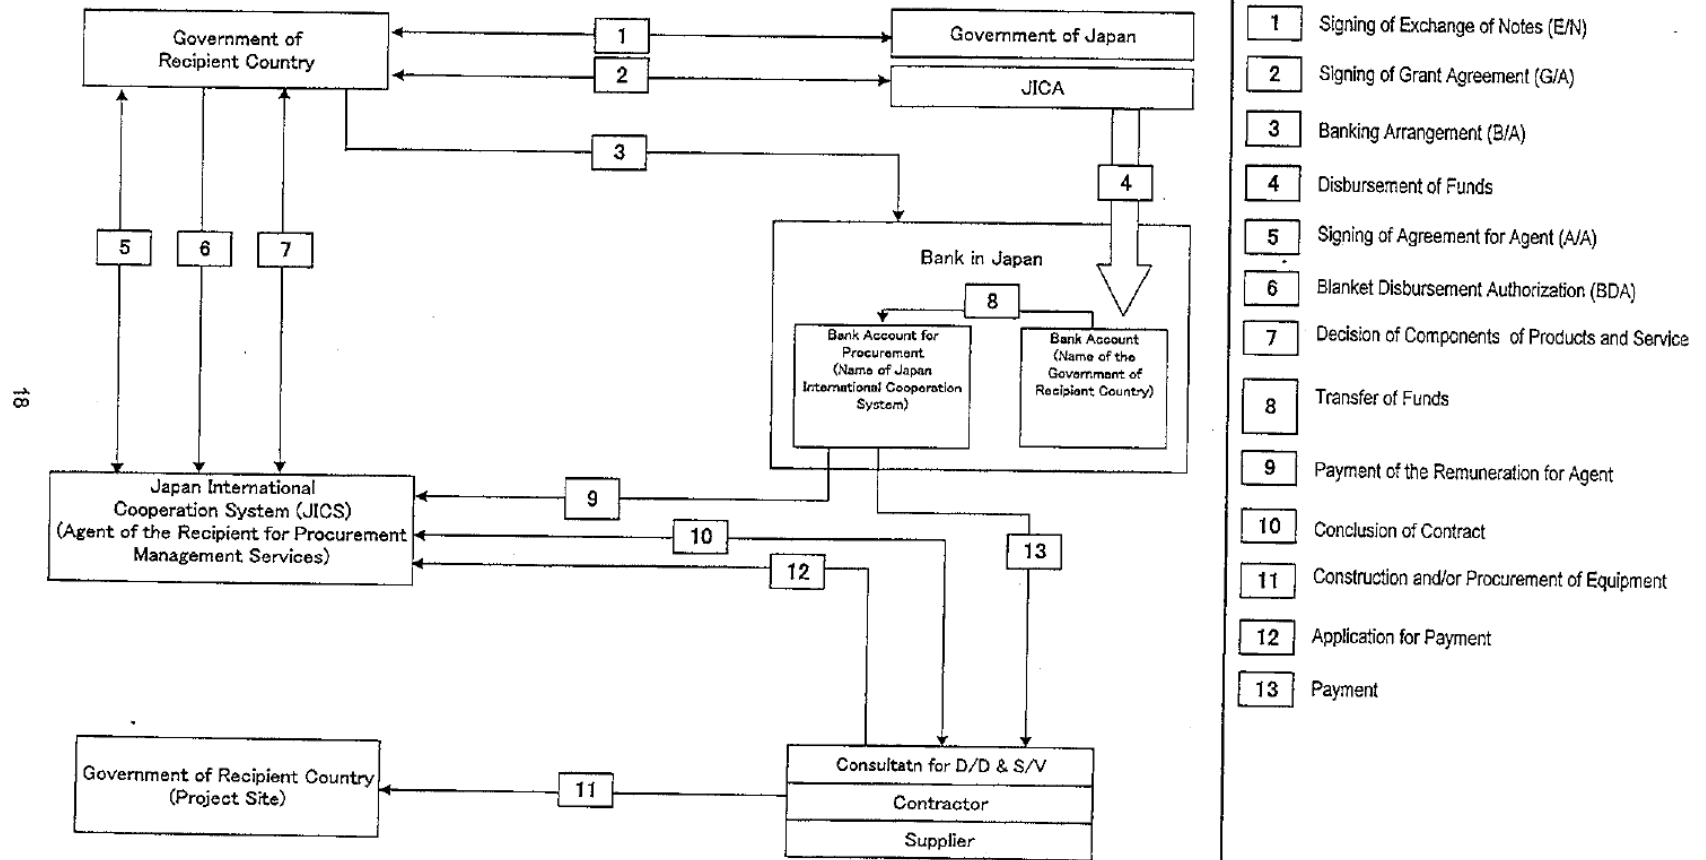 Government of
Recipient Country
1
Government of Japan
2
JICA
3
4
5
6
7
Bank in Japan
8
Bank Account for
Procurement
(Name of Japan
International Cooperation
System)
Bank Account
(Name of the
Government of
Recipient Country)
18
Japan International
Cooperation System (JICS)
(Agent of the Recipient for Procurement
Management Services)
9
10
12
13
Government of Recipient Country
(Project Site)
11
Consultatn for D/D & S/V
Contractor
Supplier
1 Signing of Exchange of Notes (E/N)
2 Signing of Grant Agreement (G/A)
3 Banking Arrangement (B/A)
4 Disbursement of Funds
5 Signing of Agreement for Agent (A/A)
6 Blanket Disbursement Authorization (BDA)
7 Decision of Components of Products and Service
8 Transfer of Funds
9 Payment of the Remuneration for Agent
10 Conclusion of Contract
11 Construction and/or Procurement of Equipment
12 Application for Payment
13 Payment